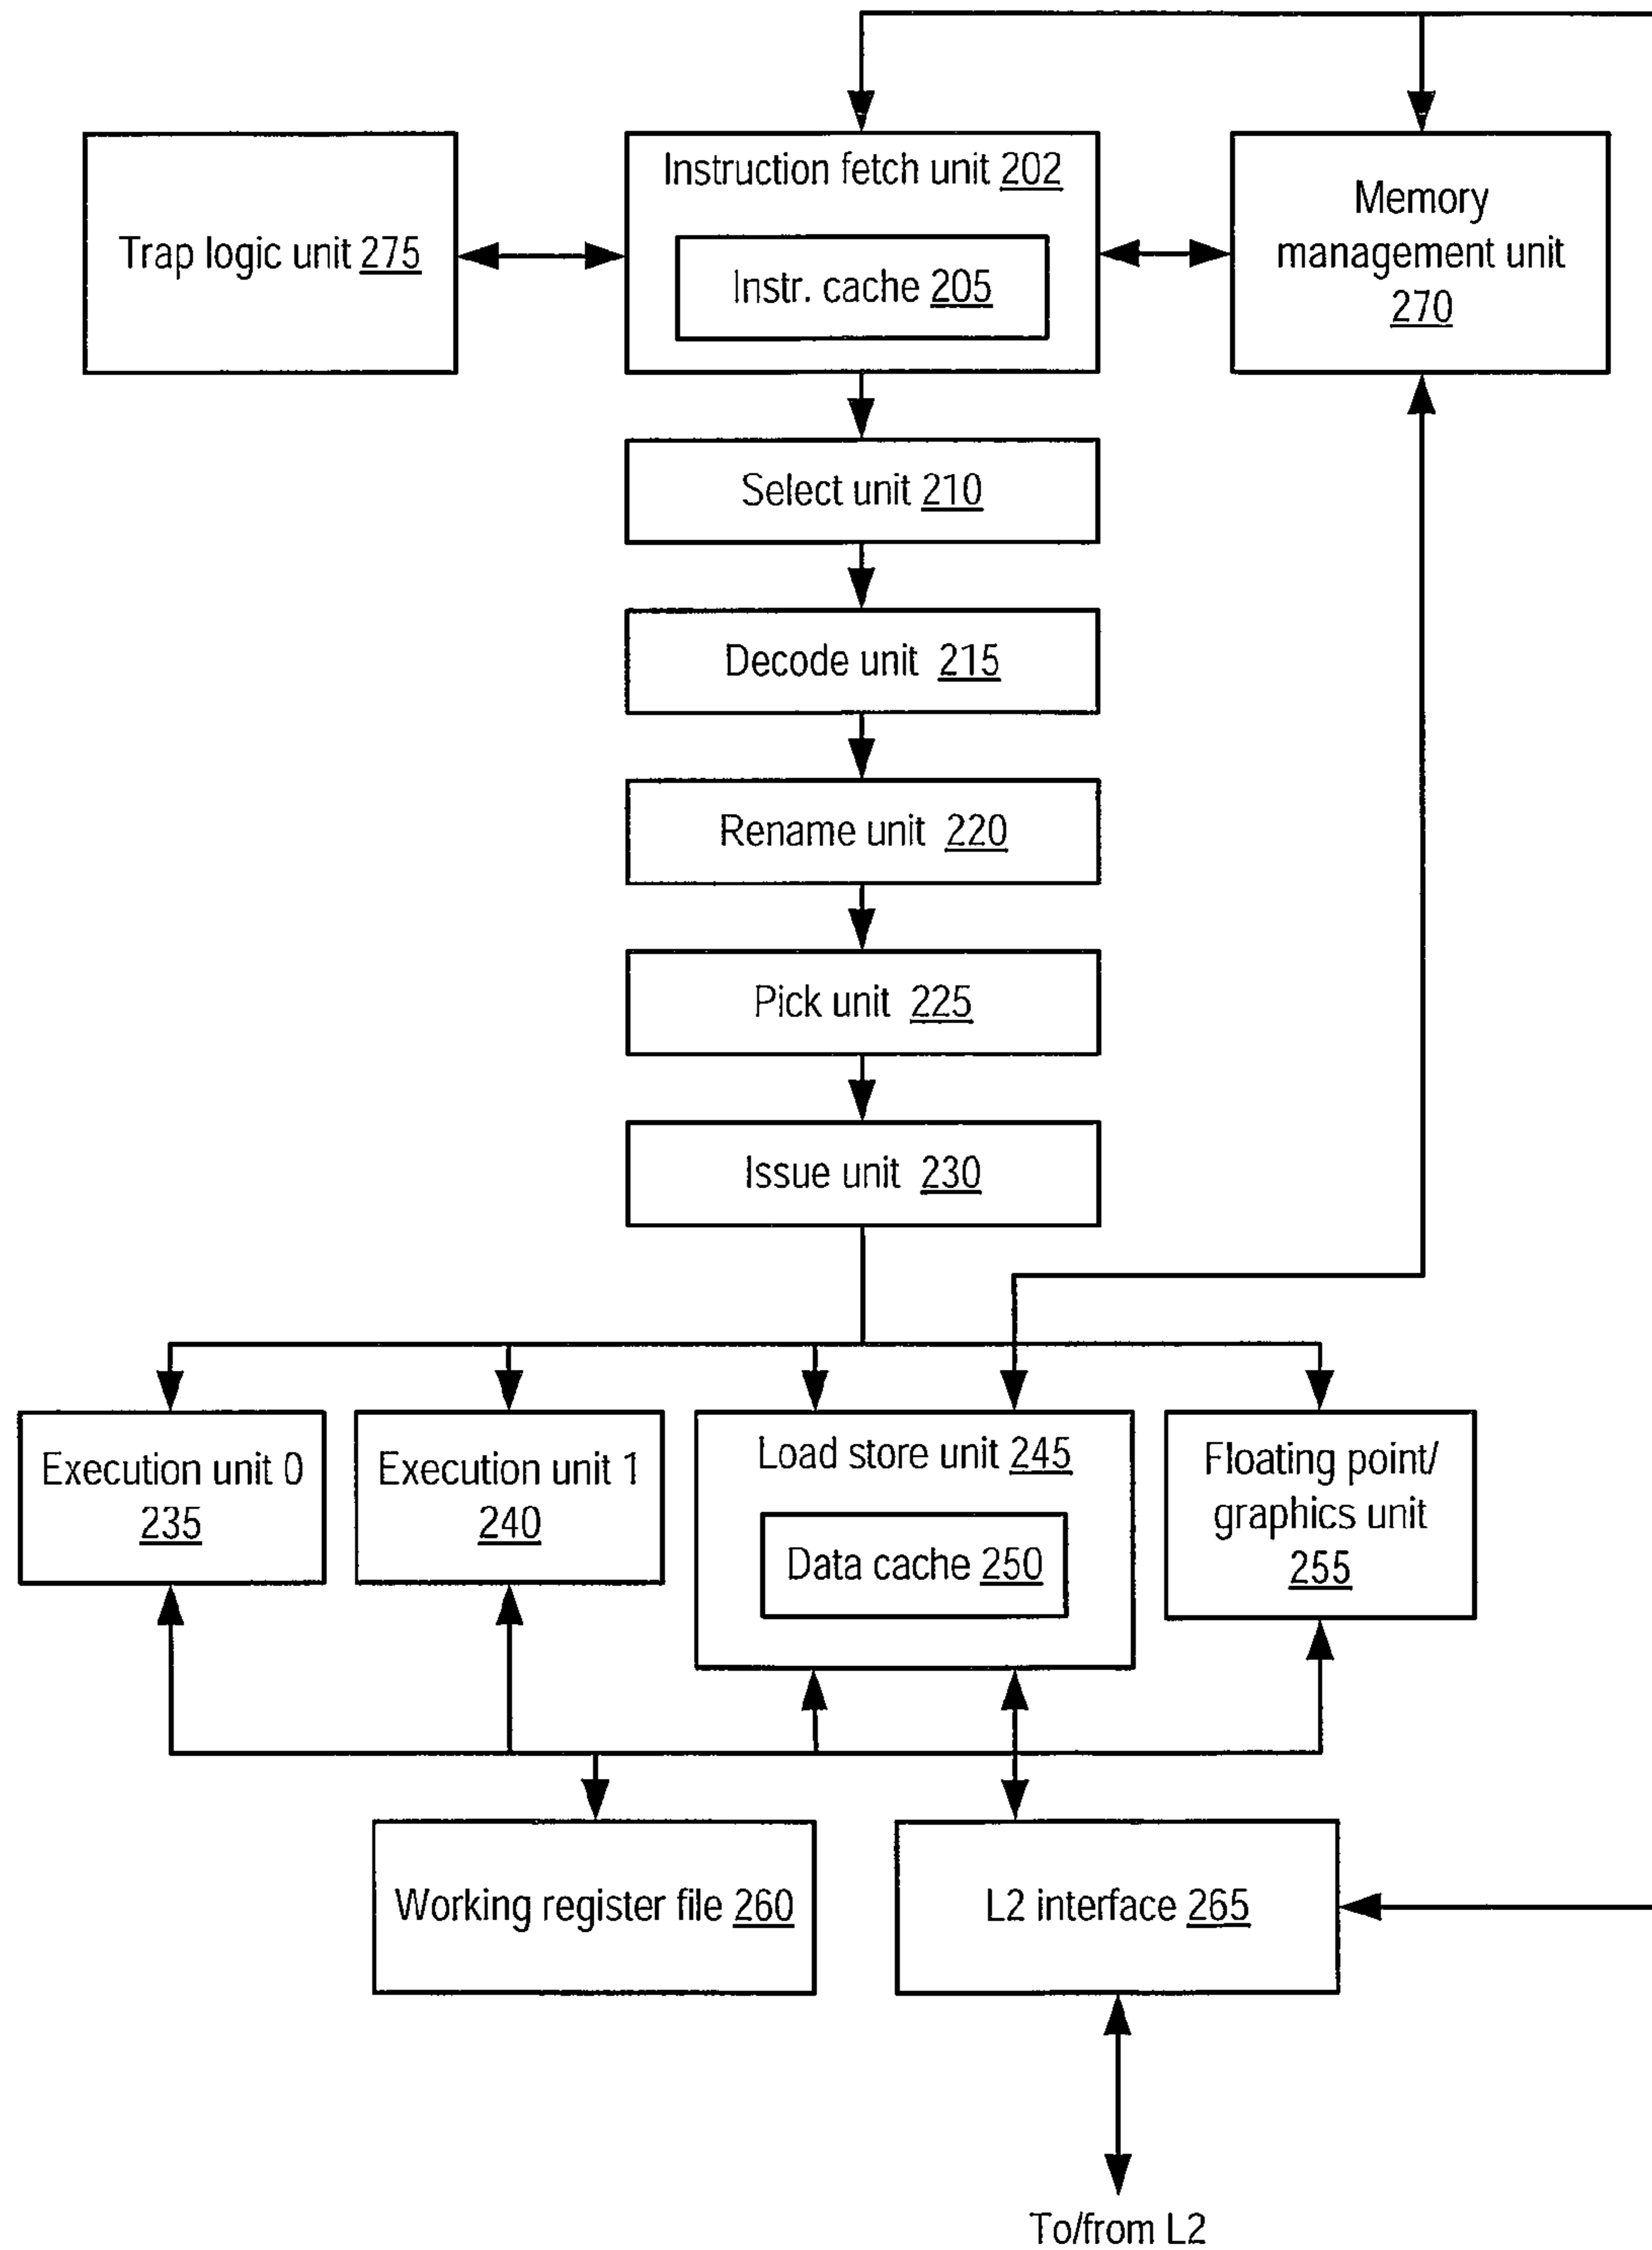 Trap logic unit 275
Instruction fetch unit 202
Instr. cache 205
Memory
management unit
270
Select unit 210
Decode unit 215
Rename unit 220
Pick unit 225
Issue unit 230
Execution unit 0
235
Execution unit 1
240
Load store unit 245
Data cache 250
Floating point/
graphics unit
255
Working register file 260
L2 interface 265
To/from L2